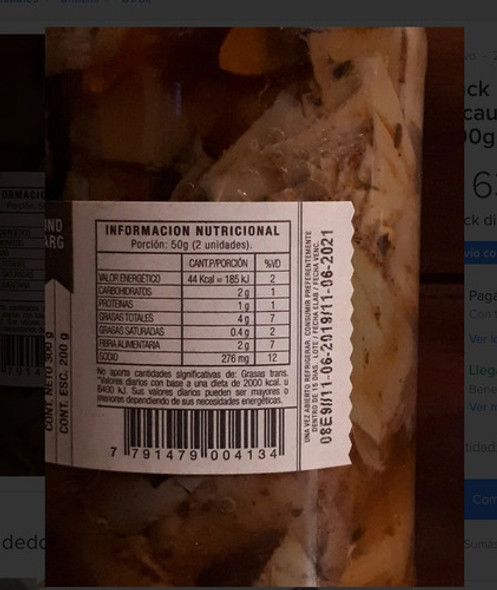 INFORMACION NUTRICIONAL
Porción: 50g (2 unidades).
CANT.P/PORCIÓN %VD
VALOR ENERGÉTICO 44 Kcal = 185 kJ 2
CARBOHIDRATOS 2 g 1
PROTEINAS 1 g 1
GRASAS TOTALES 4 g 7
GRASAS SATURADAS 0.4 g 2
FIBRA ALIMENTARIA 2 g 7
SODIO 276 mg 12
No aporta cantidades significativas de: Grasas trans.
*Valores diarios con base a una dieta de 2000 kcal. u
8400 kJ. Sus valores diarios pueden ser mayores o
menores dependiendo de sus necesidades energéticas.
7 791479 004134
CONT. NETO 300 g
CONT. ESC. 200 g
UNA VEZ ABIERTO REFRIGERAR. CONSUMIR PREFERENTEMENTE
DENTRO DE 15 DIAS. LOTE / FECHA ELAB / FECHA VENC.
08E9/11-06-2019/11-06-2021